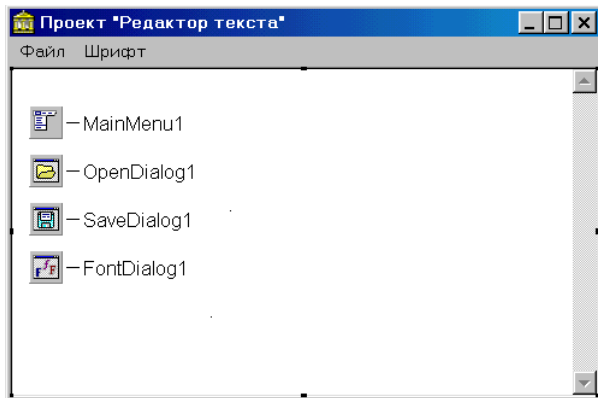 Проект "Редактор текста"
Файл Шрифт
MainMenu1
OpenDialog1
SaveDialog1
FontDialog1